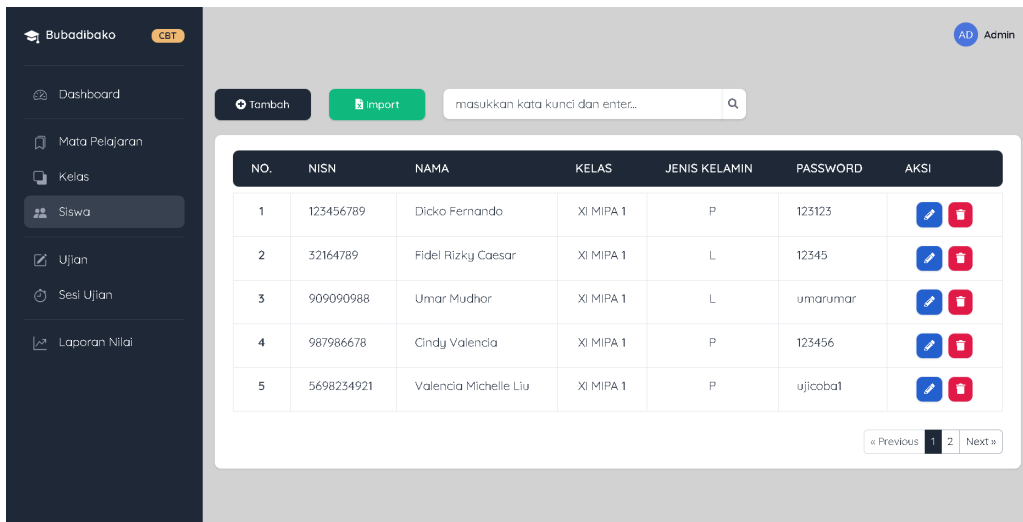 Bubadibako CBT
AD Admin
Dashboard
Mata Pelajaran
Kelas
Siswa
Ujian
Sesi Ujian
Laporan Nilai
Tambah Import masukkan kata kunci dan enter...
NO. NISN NAMA KELAS JENIS KELAMIN PASSWORD AKSI
1 123456789 Dicko Fernando XI MIPA 1 P 123123
2 32164789 Fidel Rizky Caesar XI MIPA 1 L 12345
3 909090988 Umar Mudhor XI MIPA 1 L umarumar
4 987986678 Cindy Valencia XI MIPA 1 P 123456
5 5698234921 Valencia Michelle Liu XI MIPA 1 P ujicoba1
« Previous 1 2 Next »